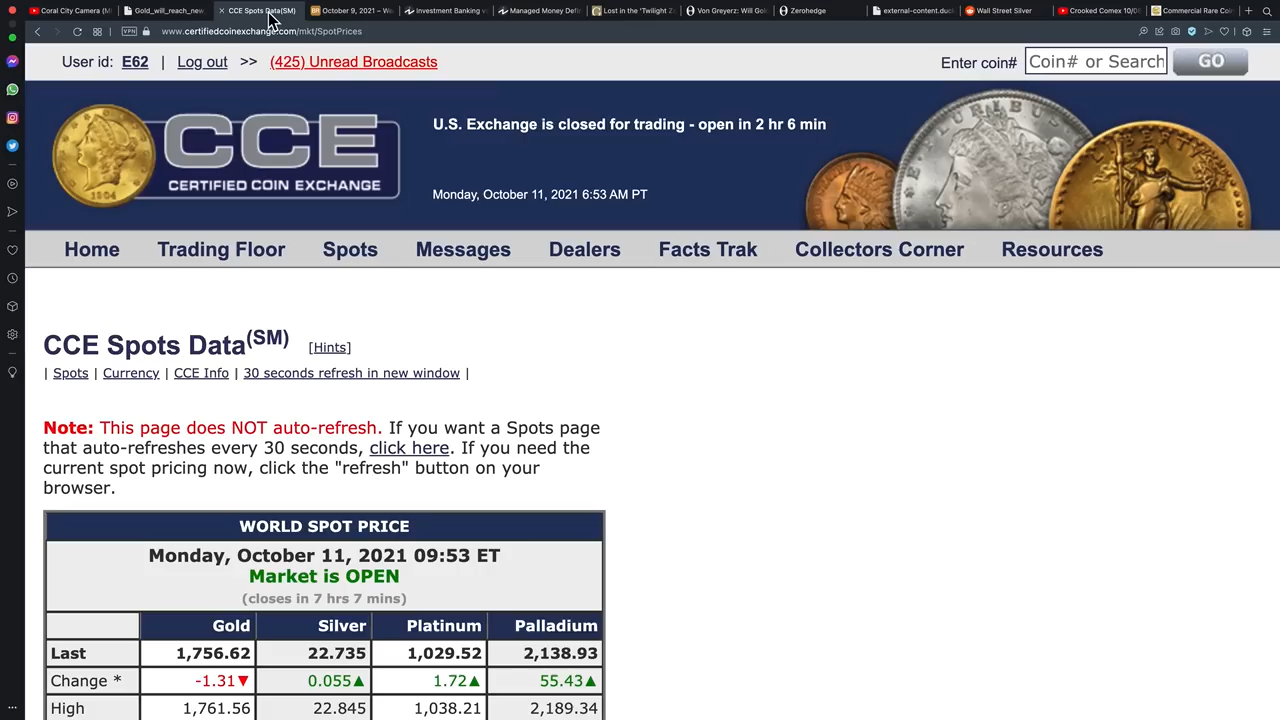 Coral City Camera (M
Gold_will_reach_new_
CCE Spots Data(SM)
October 9, 2021 – We
Investment Banking v
Managed Money Defi
Lost in the 'Twilight Z
Von Greyerz: Will Gol
Zerohedge
external-content.duc
Wall Street Silver
Crooked Comex 10/0
Commercial Rare Coin
VPN
www.certifiedcoinexchange.com/mkt/SpotPrices
User id: E62 | Log out >> (425) Unread Broadcasts
Enter coin# Coin# or Search GO
CCE
CERTIFIED COIN EXCHANGE
1904
U.S. Exchange is closed for trading - open in 2 hr 6 min
Monday, October 11, 2021 6:53 AM PT
Home Trading Floor Spots Messages Dealers Facts Trak Collectors Corner Resources
CCE Spots Data(SM) [Hints]
| Spots | Currency | CCE Info | 30 seconds refresh in new window |
Note: This page does NOT auto-refresh. If you want a Spots page
that auto-refreshes every 30 seconds, click here. If you need the
current spot pricing now, click the "refresh" button on your
browser.
WORLD SPOT PRICE
Monday, October 11, 2021 09:53 ET
Market is OPEN
(closes in 7 hrs 7 mins)
Gold Silver Platinum Palladium
Last 1,756.62 22.735 1,029.52 2,138.93
Change * -1.31▼ 0.055▲ 1.72▲ 55.43▲
High 1,761.56 22.845 1,038.21 2,189.34